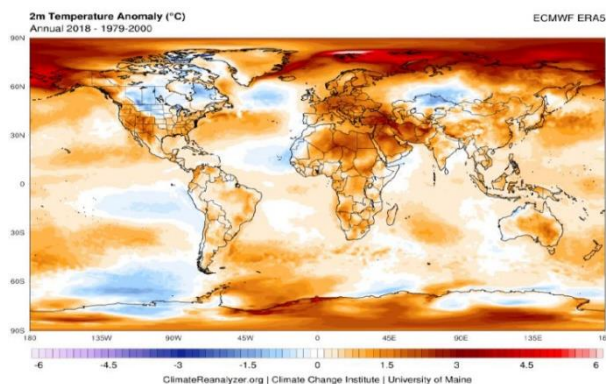 2m Temperature Anomaly (°C)
Annual 2018 - 1979-2000
ECMWF ERA5
90N
60N
30N
0
30S
60S
90S
180 135W 90W 45W 0 45E 90E 135E 18
-6 -4.5 -3 -1.5 0 1.5 3 4.5 6
ClimateReanalyzer.org | Climate Change Institute | University of Maine